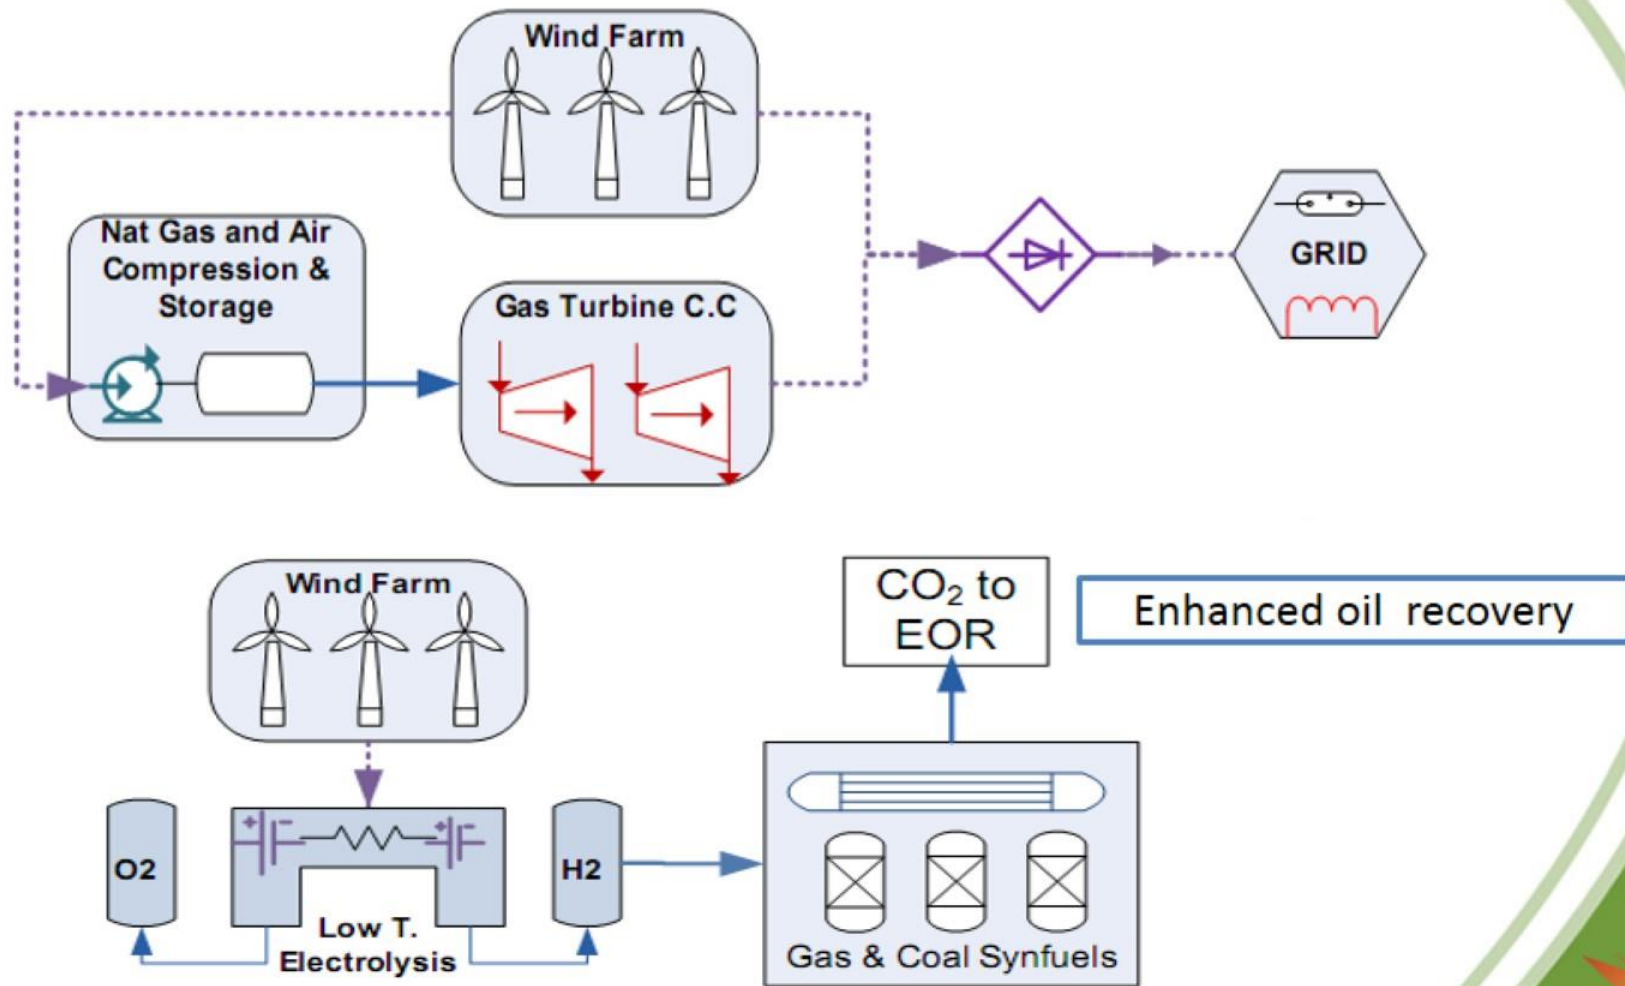 Wind Farm
Nat Gas and Air
Compression &
Storage
Gas Turbine C.C
GRID
Wind Farm
CO₂ to
EOR
Enhanced oil recovery
O2
H2
Low T.
Electrolysis
Gas & Coal Synfuels